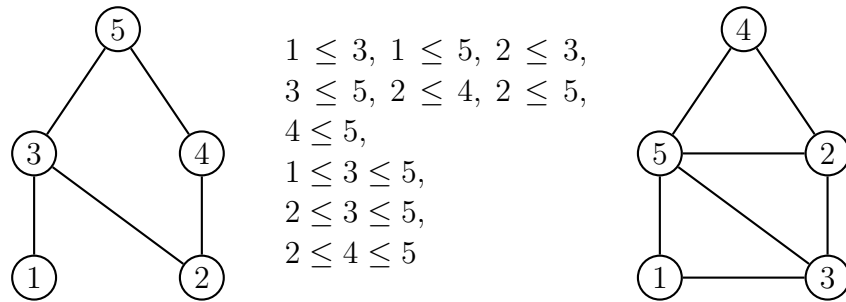 5
3
4
1
2
1 ≤ 3, 1 ≤ 5, 2 ≤ 3,
3 ≤ 5, 2 ≤ 4, 2 ≤ 5,
4 ≤ 5,
1 ≤ 3 ≤ 5,
2 ≤ 3 ≤ 5,
2 ≤ 4 ≤ 5
4
5
2
1
3